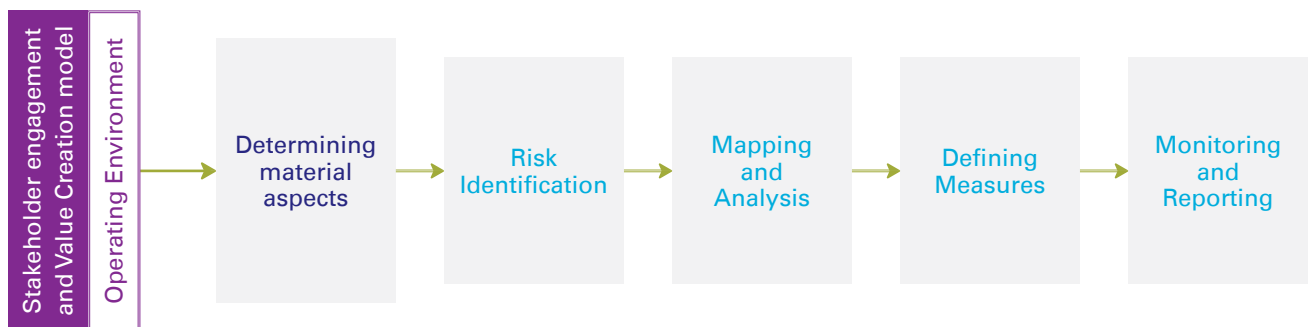 Stakeholder engagement
and Value Creation model
Operating Environment
Determining
material
aspects
Risk
Identification
Mapping
and
Analysis
Defining
Measures
Monitoring
and
Reporting